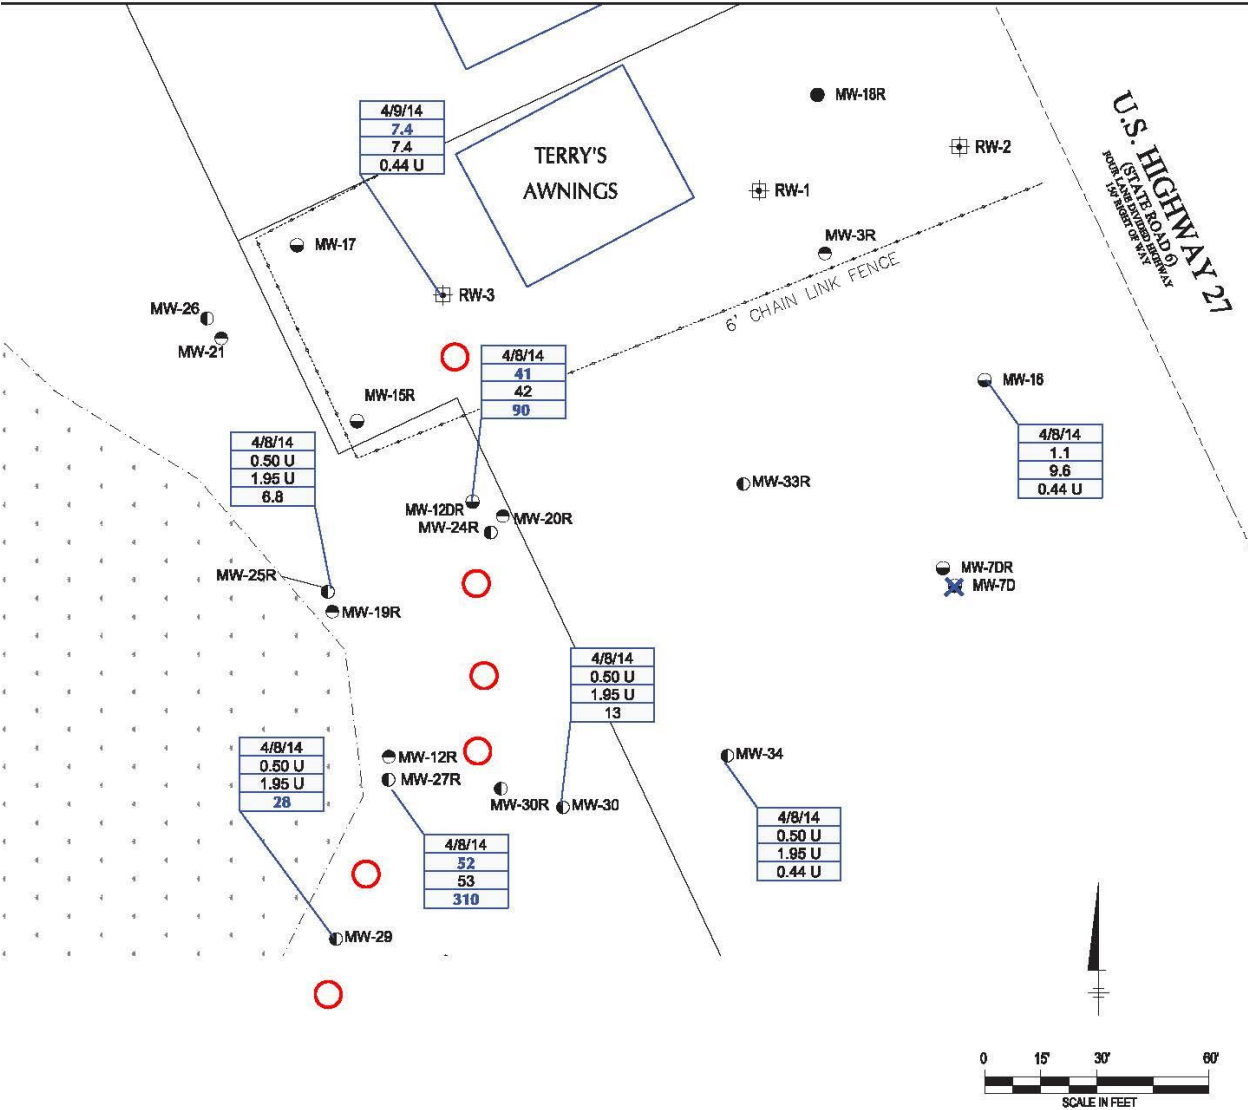 MW-18R
4/9/14
7.4
7.4
0.44 U
U.S. HIGHWAY 27
(STATE ROAD 6)
FOUR LANE DIVIDED HIGHWAY
150' RIGHT OF WAY
TERRY'S
AWNINGS
RW-2
RW-1
MW-17
MW-3R
6' CHAIN LINK FENCE
RW-3
MW-26
MW-21
4/8/14
41
42
90
MW-16
MW-15R
4/8/14
0.50 U
1.95 U
6.8
4/8/14
1.1
9.6
0.44 U
MW-33R
MW-12DR
MW-20R
MW-24R
MW-25R
MW-7DR
MW-7D
MW-19R
4/8/14
0.50 U
1.95 U
13
4/8/14
0.50 U
1.95 U
28
MW-12R
MW-27R
MW-34
MW-30R
MW-30
4/8/14
52
53
310
4/8/14
0.50 U
1.95 U
0.44 U
MW-29
0 15' 30' 60'
SCALE IN FEET